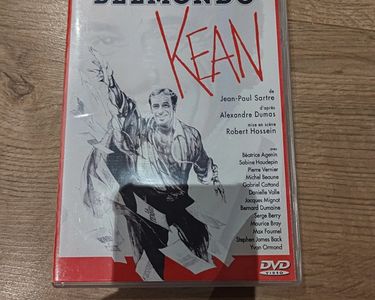 BELMONDO
KEAN
de
Jean-Paul Sartre
d'après
Alexandre Dumas
mise en scène
Robert Hossein
avec
Béatrice Agenin
Sabine Haudepin
Pierre Vernier
Michel Beaune
Gabriel Cattand
Danielle Volle
Jacques Mignot
Bernard Dumaine
Serge Berry
Maurice Bray
Max Fournel
Stephen James Back
Yvan Ormond
DVD
VIDEO